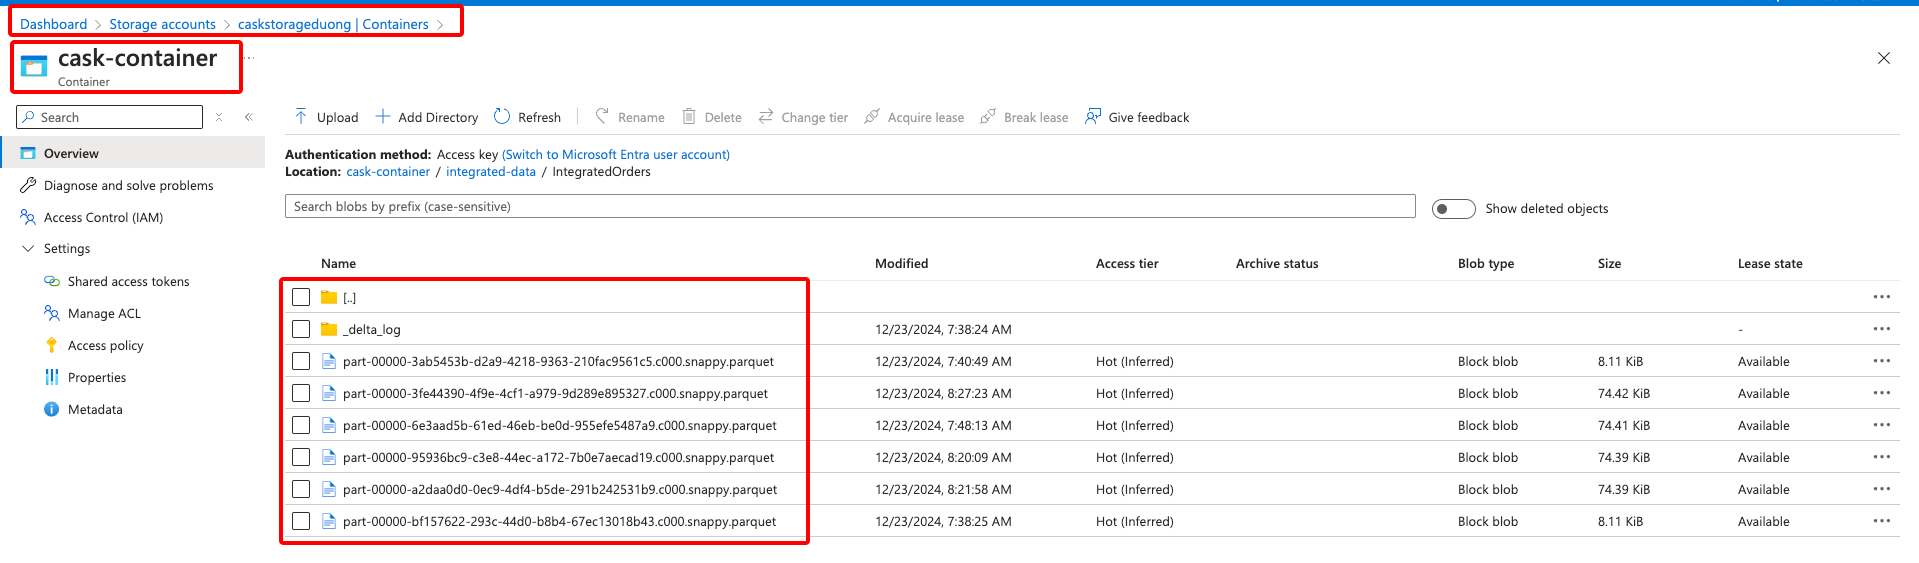 Dashboard > Storage accounts > caskstorageduong | Containers >
cask-container ...
Container
Search
Upload Add Directory Refresh Rename Delete Change tier Acquire lease Break lease Give feedback
Overview
Diagnose and solve problems
Access Control (IAM)
Settings
Shared access tokens
Manage ACL
Access policy
Properties
Metadata
Authentication method: Access key (Switch to Microsoft Entra user account)
Location: cask-container / integrated-data / IntegratedOrders
Search blobs by prefix (case-sensitive)
Show deleted objects
Name Modified Access tier Archive status Blob type Size Lease state
[..]
_delta_log 12/23/2024, 7:38:24 AM -
part-00000-3ab5453b-d2a9-4218-9363-210fac9561c5.c000.snappy.parquet 12/23/2024, 7:40:49 AM Hot (Inferred) Block blob 8.11 KiB Available
part-00000-3fe44390-4f9e-4cf1-a979-9d289e895327.c000.snappy.parquet 12/23/2024, 8:27:23 AM Hot (Inferred) Block blob 74.42 KiB Available
part-00000-6e3aad5b-61ed-46eb-be0d-955efe5487a9.c000.snappy.parquet 12/23/2024, 7:48:13 AM Hot (Inferred) Block blob 74.41 KiB Available
part-00000-95936bc9-c3e8-44ec-a172-7b0e7aecad19.c000.snappy.parquet 12/23/2024, 8:20:09 AM Hot (Inferred) Block blob 74.39 KiB Available
part-00000-a2daa0d0-0ec9-4df4-b5de-291b242531b9.c000.snappy.parquet 12/23/2024, 8:21:58 AM Hot (Inferred) Block blob 74.39 KiB Available
part-00000-bf157622-293c-44d0-b8b4-67ec13018b43.c000.snappy.parquet 12/23/2024, 7:38:25 AM Hot (Inferred) Block blob 8.11 KiB Available